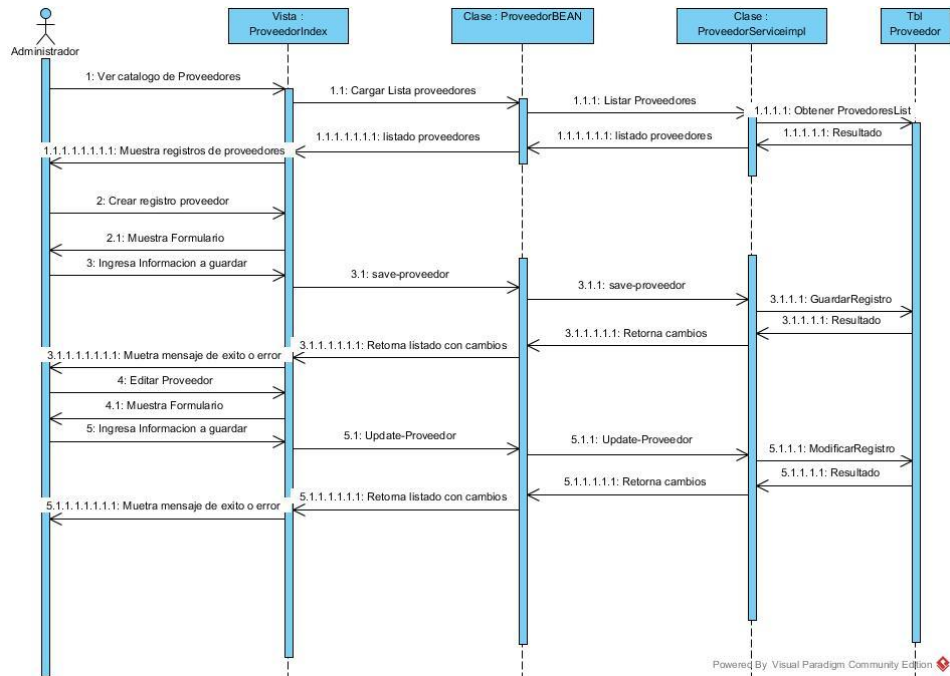 Administrador
Vista :
ProveedorIndex
Clase : ProveedorBEAN
Clase :
ProveedorServiceimpl
Tbl
Proveedor
1: Ver catalogo de Proveedores
1.1: Cargar Lista proveedores
1.1.1: Listar Proveedores
1.1.1.1: Obtener ProvedoresList
1.1.1.1.1: Resultado
1.1.1.1.1.1: listado proveedores
1.1.1.1.1.1.1: listado proveedores
1.1.1.1.1.1.1.1: Muestra registros de proveedores
2: Crear registro proveedor
2.1: Muestra Formulario
3: Ingresa Informacion a guardar
3.1: save-proveedor
3.1.1: save-proveedor
3.1.1.1: GuardarRegistro
3.1.1.1.1: Resultado
3.1.1.1.1.1: Retorna cambios
3.1.1.1.1.1.1: Retorna listado con cambios
3.1.1.1.1.1.1.1: Muetra mensaje de exito o error
4: Editar Proveedor
4.1: Muestra Formulario
5: Ingresa Informacion a guardar
5.1: Update-Proveedor
5.1.1: Update-Proveedor
5.1.1.1: ModificarRegistro
5.1.1.1.1: Resultado
5.1.1.1.1.1: Retorna cambios
5.1.1.1.1.1.1: Retorna listado con cambios
5.1.1.1.1.1.1.1: Muetra mensaje de exito o error
Powered By Visual Paradigm Community Edition